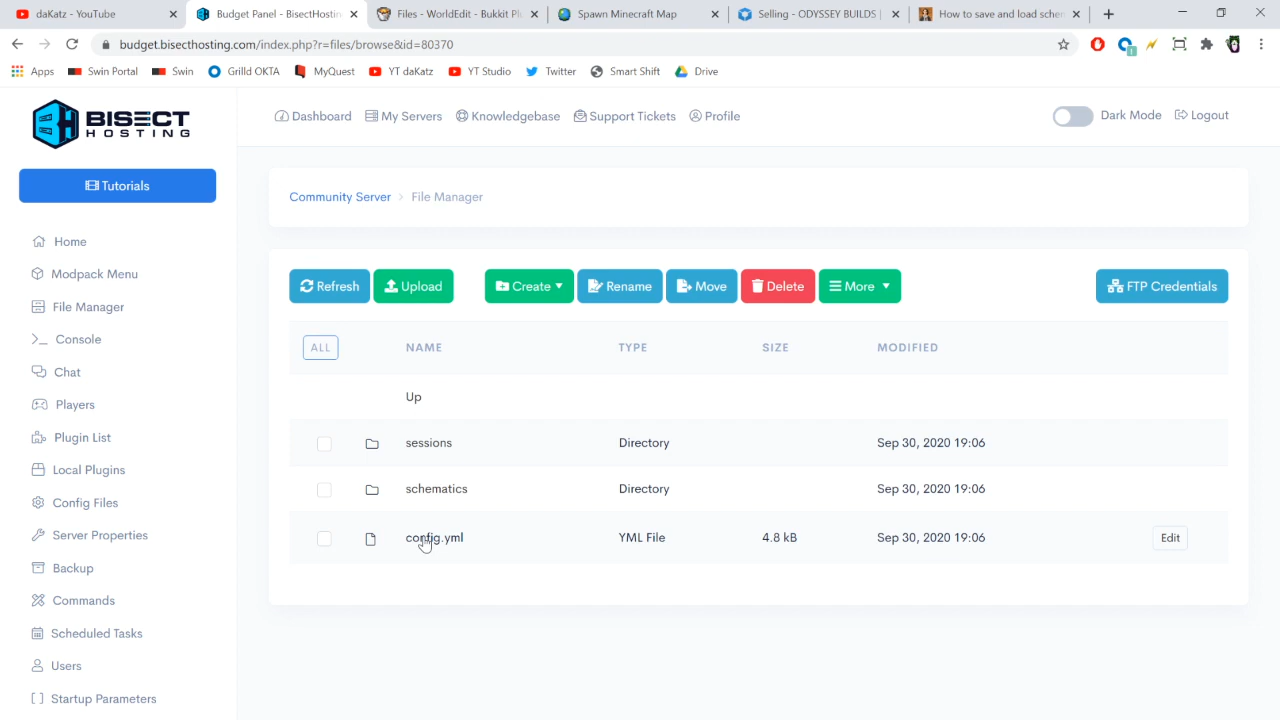 daKatz - YouTube
Budget Panel - BisectHostin
Files - WorldEdit - Bukkit Plu
Spawn Minecraft Map
Selling - ODYSSEY BUILDS |
How to save and load schem
budget.bisecthosting.com/index.php?r=files/browse&id=80370
Apps
Swin Portal
Swin
Grilld OKTA
MyQuest
YT daKatz
YT Studio
Twitter
Smart Shift
Drive
BISECT
HOSTING
Dashboard
My Servers
Knowledgebase
Support Tickets
Profile
Dark Mode
Logout
Tutorials
Home
Modpack Menu
File Manager
Console
Chat
Players
Plugin List
Local Plugins
Config Files
Server Properties
Backup
Commands
Scheduled Tasks
Users
Startup Parameters
Community Server > File Manager
Refresh
Upload
Create
Rename
Move
Delete
More
FTP Credentials
ALL NAME TYPE SIZE MODIFIED
Up
sessions Directory Sep 30, 2020 19:06
schematics Directory Sep 30, 2020 19:06
config.yml YML File 4.8 kB Sep 30, 2020 19:06 Edit